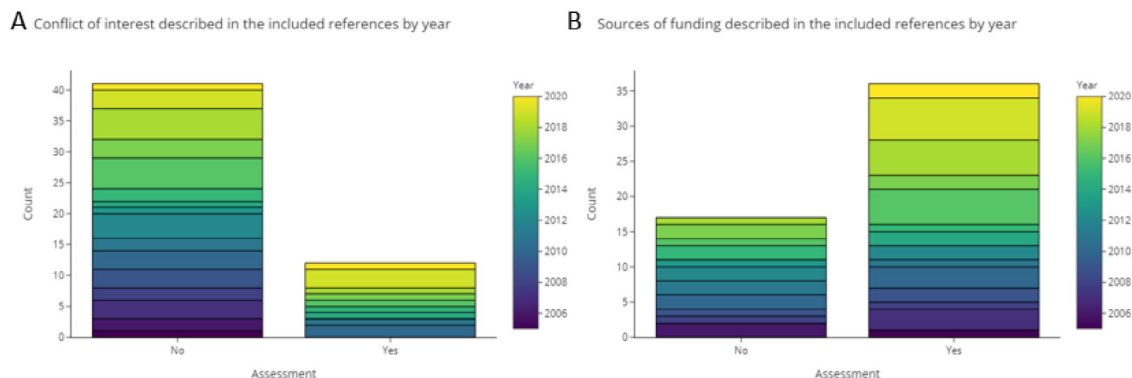 A Conflict of interest described in the included references by year
40
35
30
25
20
15
10
5
0
Count
No
Yes
Assessment
Year
2020
2018
2016
2014
2012
2010
2008
2006
B Sources of funding described in the included references by year
35
30
25
20
15
10
5
0
Count
No
Yes
Assessment
Year
2020
2018
2016
2014
2012
2010
2008
2006